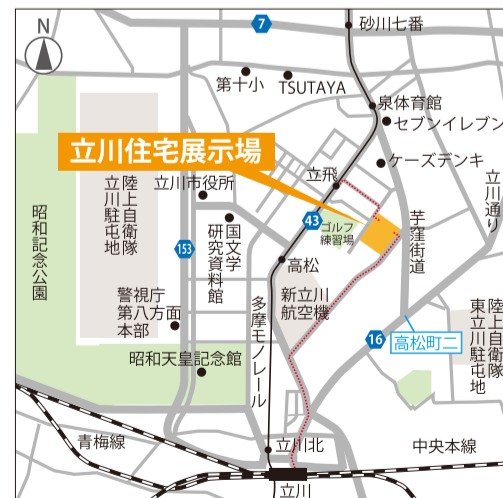 N
7
砂川七番
第十小
TSUTAYA
泉体育館
セブンイレブン
立川住宅展示場
ケーズデンキ
立飛
立川通り
陸上自衛隊
立川駐屯地
立川市役所
43
ゴルフ
練習場
芋窪街道
昭和記念公園
153
国文学
研究資料館
高松
新立川
航空機
警視庁
第八方面
本部
多摩モノレール
16
高松町二
陸上自衛隊
東立川駐屯地
昭和天皇記念館
青梅線
立川北
中央本線
立川